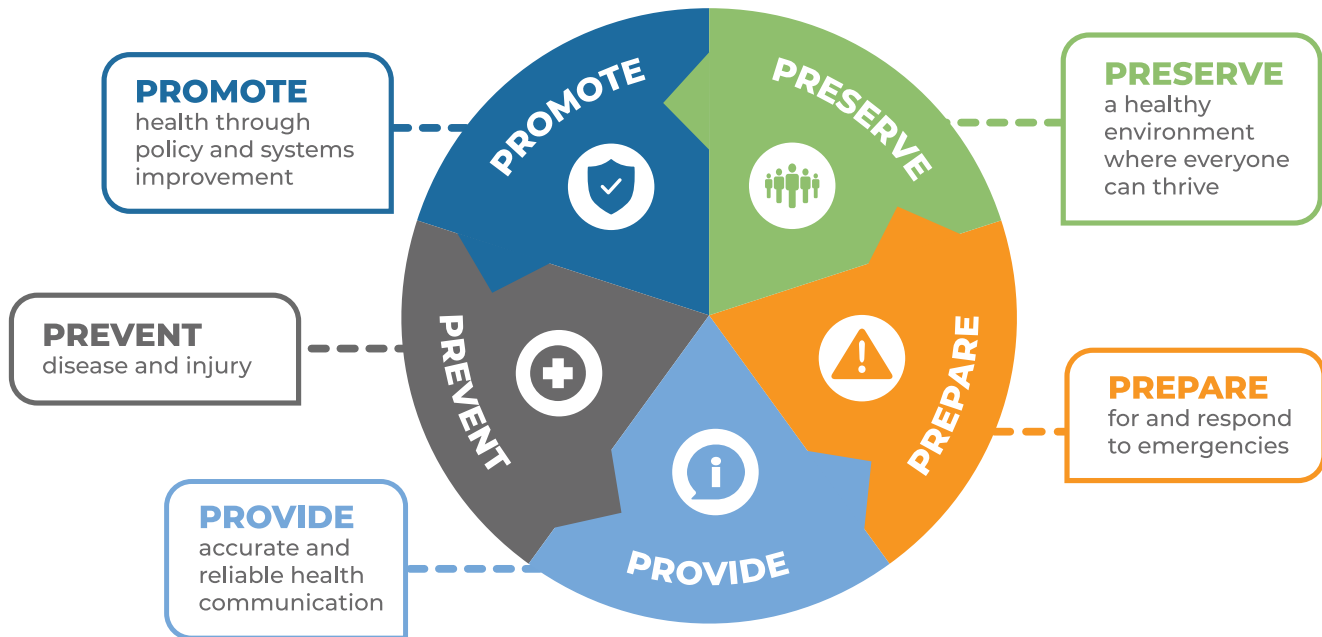 PROMOTE
health through
policy and systems
improvement
PREVENT
disease and injury
PROVIDE
accurate and
reliable health
communication
PROMOTE
PRESERVE
PREPARE
PROVIDE
PREVENT
i
!
PRESERVE
a healthy
environment
where everyone
can thrive
PREPARE
for and respond
to emergencies